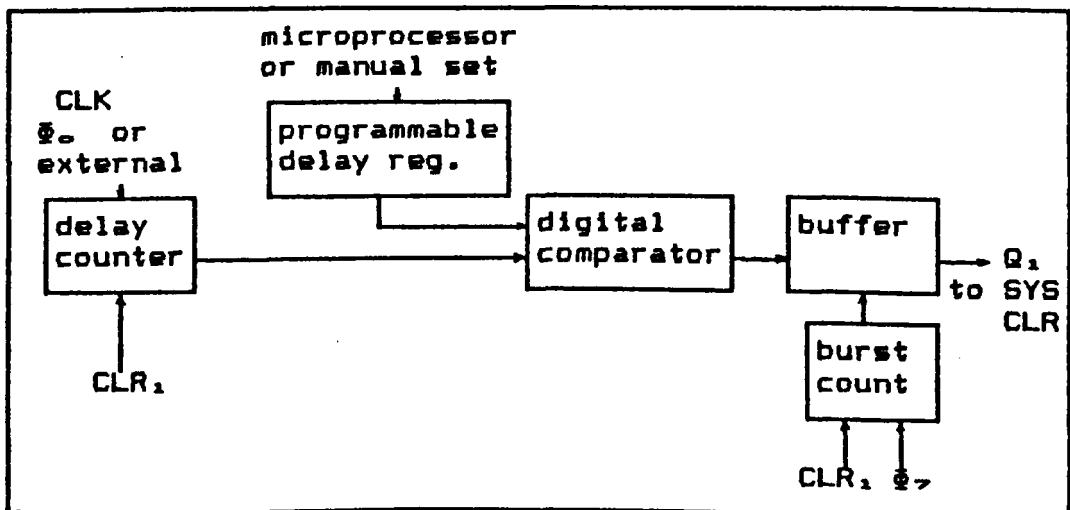 microprocessor
or manual set
CLK
Φ₀ or
external
programmable
delay reg.
delay
counter
digital
comparator
buffer
Q₁
to SYS
CLR
burst
count
CLR₁
CLR₁ Φ₇